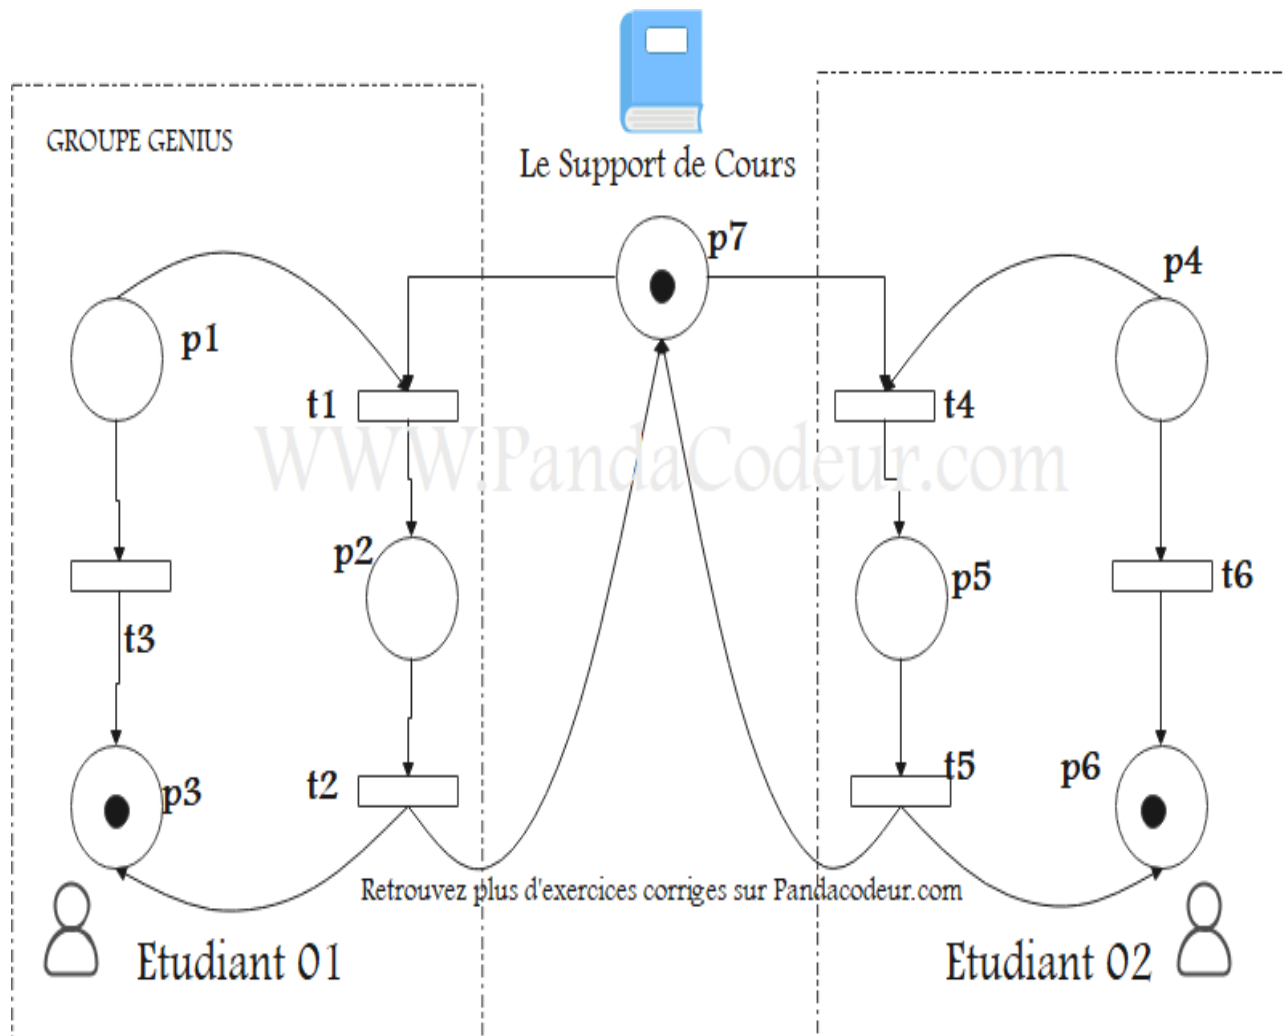 GROUPE GENIUS
Le Support de Cours
p7
p4
p1
t1
t4
WWW.PandaCodeur.com
p2
p5
t6
t3
t5
p6
t2
p3
Retrouvez plus d'exercices corriges sur Pandacodeur.com
Etudiant 01
Etudiant 02